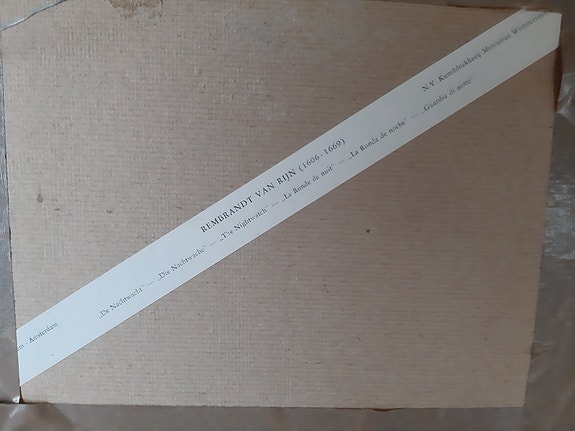 N.V. Kunstdrukkerij Mercurius Wormerveer
REMBRANDT VAN RIJN (1606-1669)
„De Nachtwacht" — „Die Nachtwache" — „The Nightwatch" — „La Ronde de nuit" — „La Ronda de noche" — „Guardia de notte"
m - Amsterdam